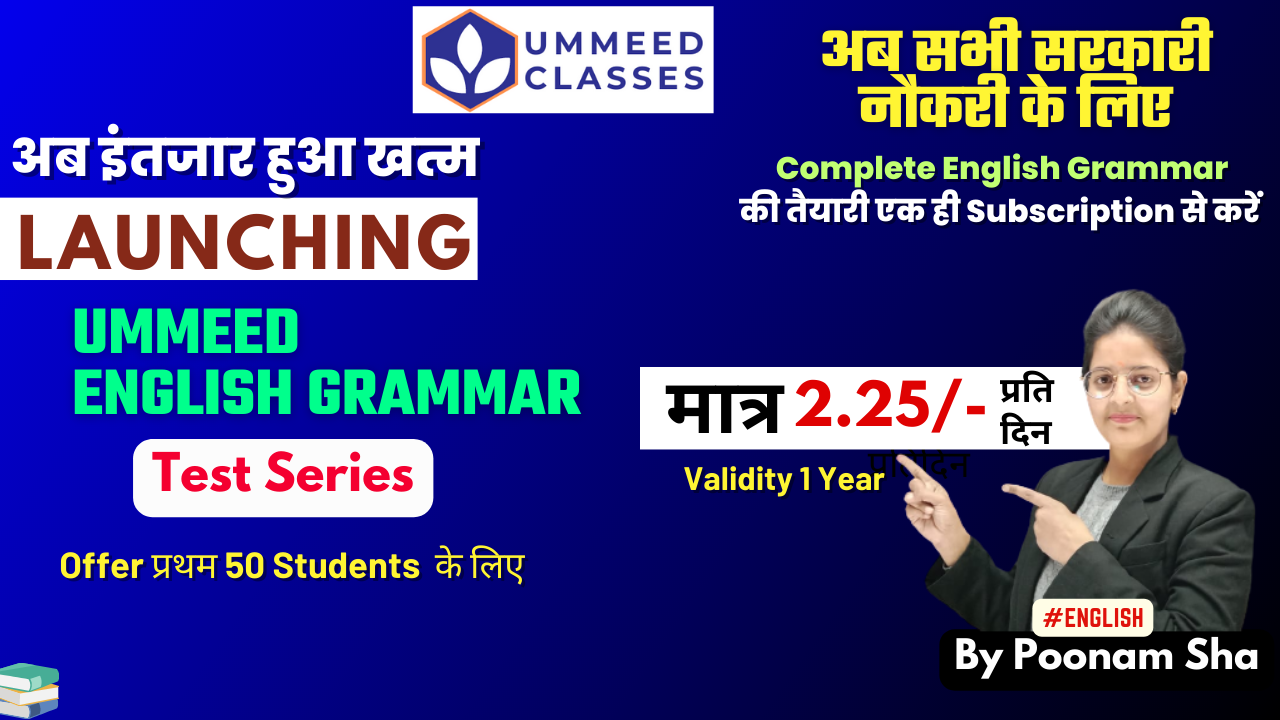 UMMEED
CLASSES
अब सभी सरकारी
नौकरी के लिए
Complete English Grammar
की तैयारी एक ही Subscription से करें
अब इंतजार हुआ खत्म
LAUNCHING
UMMEED
ENGLISH GRAMMAR
Test Series
Offer प्रथम 50 Students के लिए
मात्र 2.25/- प्रति
दिन
प्रतिदिन
Validity 1 Year
#ENGLISH
By Poonam Sha